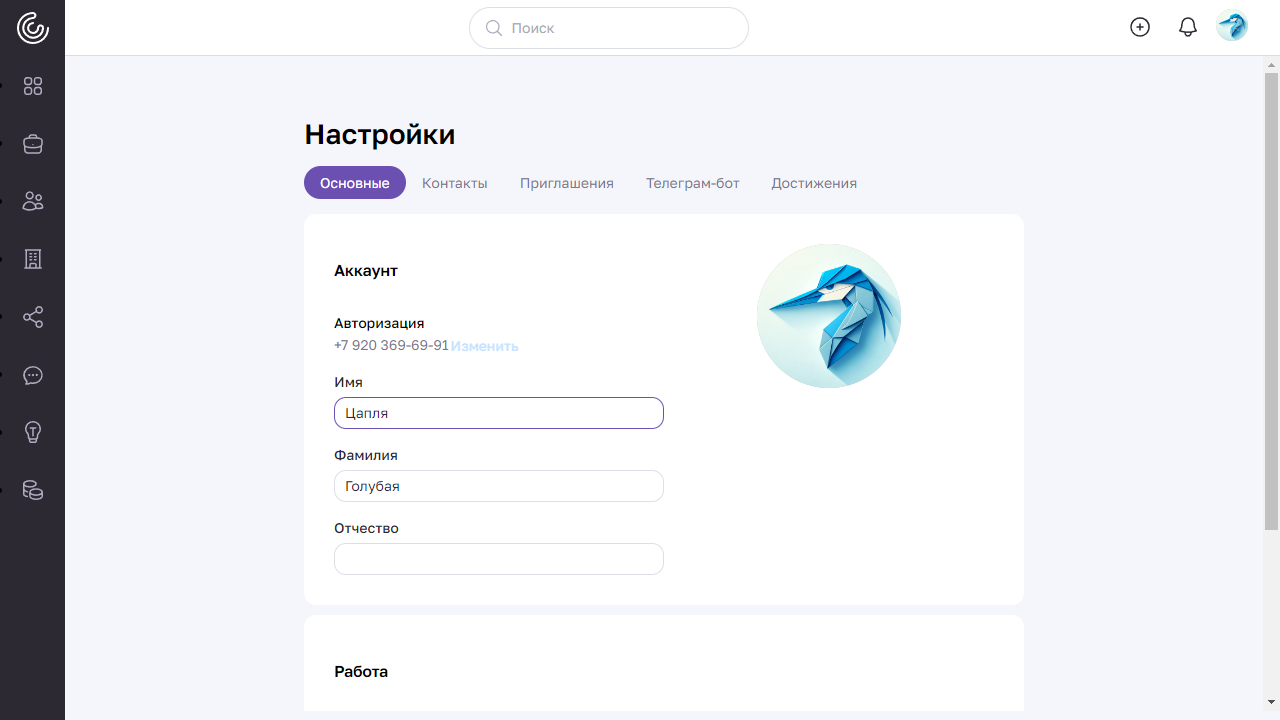 Поиск
Настройки
Основные Контакты Приглашения Телеграм-бот Достижения
Аккаунт
Авторизация
+7 920 369-69-91 Изменить
Имя
Цапля
Фамилия
Голубая
Отчество
Работа